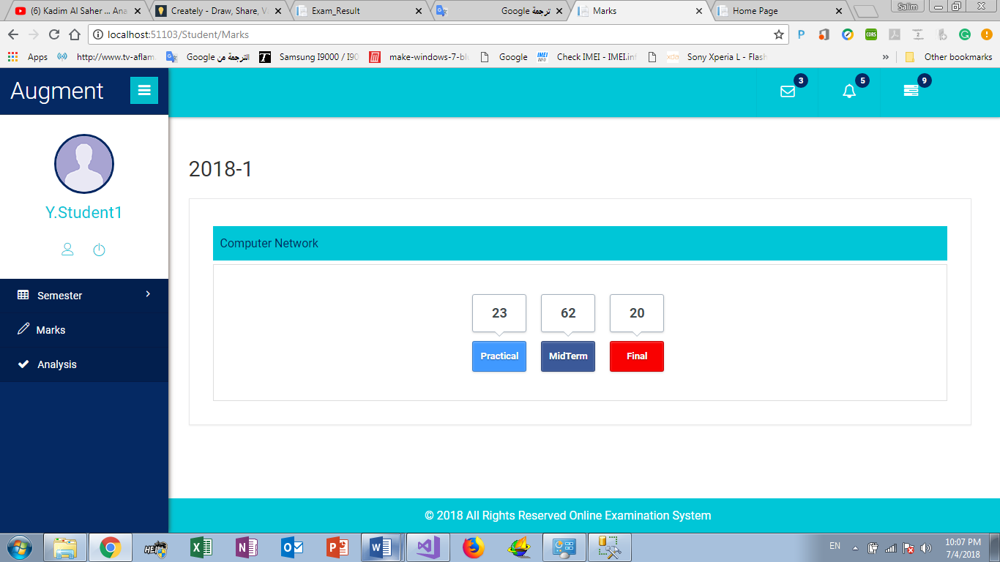 (6) Kadim Al Saher ... Ana
Creately - Draw, Share, V
Exam_Result
ترجمة Google
Marks
Home Page
Salim
localhost:51103/Student/Marks
Apps
http://www.tv-aflam.
الترجمة من Google
Samsung I9000 / I90
make-windows-7-blu
Google
Check IMEI - IMEI.inf
Sony Xperia L - Flash
Other bookmarks
Augment
3
5
9
Y.Student1
Semester
Marks
Analysis
2018-1
Computer Network
23
62
20
Practical
MidTerm
Final
© 2018 All Rights Reserved Online Examination System
EN
10:07 PM
7/4/2018